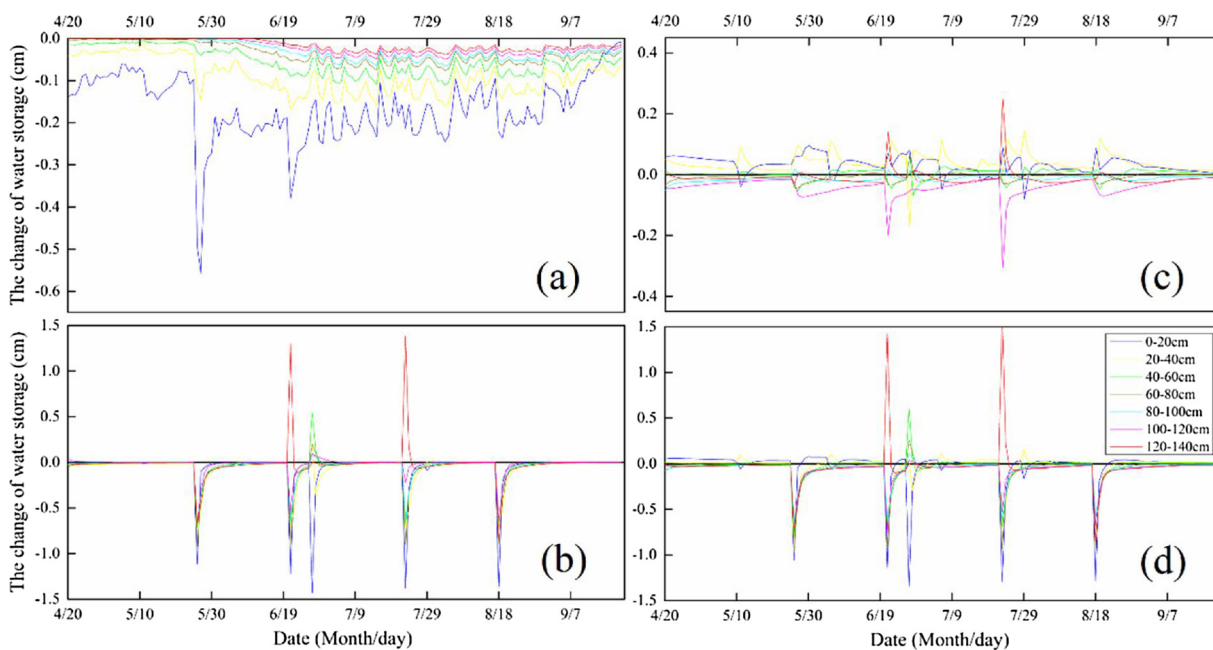 4/20 5/10 5/30 6/19 7/9 7/29 8/18 9/7
4/20 5/10 5/30 6/19 7/9 7/29 8/18 9/7
The change of water storage (cm)
0.0
-0.1
-0.2
-0.3
-0.4
-0.5
-0.6
(a)
0.4
0.2
0.0
-0.2
-0.4
(c)
The change of water storage (cm)
1.5
1.0
0.5
0.0
-0.5
-1.0
-1.5
(b)
1.5
1.0
0.5
0.0
-0.5
-1.0
-1.5
0-20cm
20-40cm
40-60cm
60-80cm
80-100cm
100-120cm
120-140cm
(d)
4/20 5/10 5/30 6/19 7/9 7/29 8/18 9/7
4/20 5/10 5/30 6/19 7/9 7/29 8/18 9/7
Date (Month/day)
Date (Month/day)